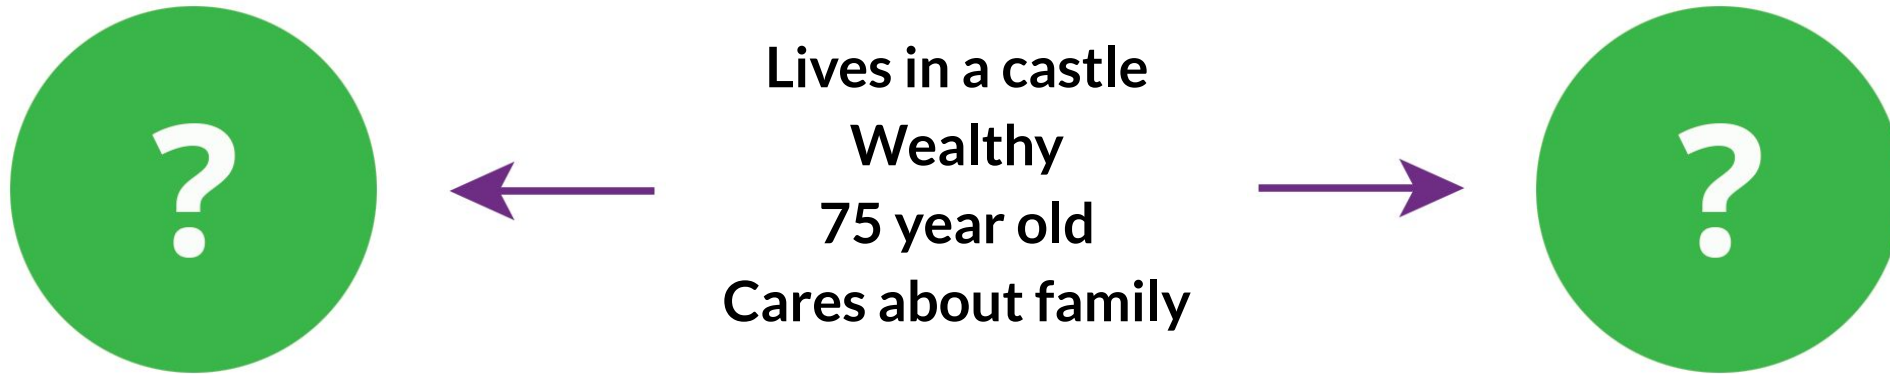 ?
Lives in a castle
Wealthy
75 year old
Cares about family
?